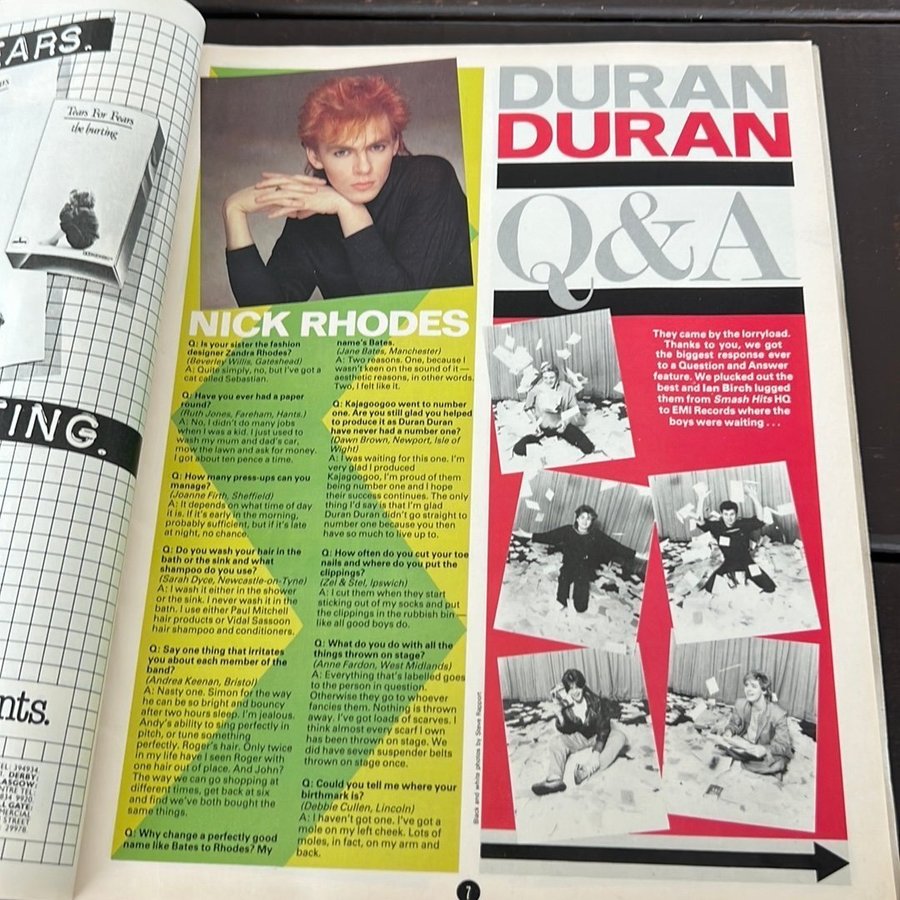 EARS.
Tears For Fears
the hurting
TING.
nts.
TEL. 394934.
DERBY:
ASGOW:
NTRE TEL.
9920.
LGATE:
MERCIAL
STREET
29978.
NICK RHODES
Q: Is your sister the fashion
designer Zandra Rhodes?
(Beverley Willis, Gateshead)
A: Quite simply, no, but I've got a
cat called Sebastian.
Q: Have you ever had a paper
round?
(Ruth Jones, Fareham, Hants.)
A: No, I didn't do many jobs
when I was a kid. I just used to
wash my mum and dad's car,
mow the lawn and ask for money.
I got about ten pence a time.
Q: How many press-ups can you
manage?
(Joanne Firth, Sheffield)
A: It depends on what time of day
it is. If it's early in the morning,
probably sufficient, but if it's late
at night, no chance.
Q: Do you wash your hair in the
bath or the sink and what
shampoo do you use?
(Sarah Dyce, Newcastle-on-Tyne)
A: I wash it either in the shower
or the sink. I never wash it in the
bath. I use either Paul Mitchell
hair products or Vidal Sassoon
hair shampoo and conditioners.
Q: Say one thing that irritates
you about each member of the
band?
(Andrea Keenan, Bristol)
A: Nasty one. Simon for the way
he can be so bright and bouncy
after two hours sleep. I'm jealous.
Andy's ability to sing perfectly in
pitch, or tune something
perfectly. Roger's hair. Only twice
in my life have I seen Roger with
one hair out of place. And John?
The way we can go shopping at
different times, get back at six
and find we've both bought the
same things.
Q: Why change a perfectly good
name like Bates to Rhodes? My
name's Bates.
(Jane Bates, Manchester)
A: Two reasons. One, because I
wasn't keen on the sound of it —
aesthetic reasons, in other words.
Two, I felt like it.
Q: Kajagoogoo went to number
one. Are you still glad you helped
to produce it as Duran Duran
have never had a number one?
(Dawn Brown, Newport, Isle of
Wight)
A: I was waiting for this one. I'm
very glad I produced
Kajagoogoo, I'm proud of them
being number one and I hope
their success continues. The only
thing I'd say is that I'm glad
Duran Duran didn't go straight to
number one because you then
have so much to live up to.
Q: How often do you cut your toe
nails and where do you put the
clippings?
(Zel & Stel, Ipswich)
A: I cut them when they start
sticking out of my socks and put
the clippings in the rubbish bin —
like all good boys do.
Q: What do you do with all the
things thrown on stage?
(Anne Fardon, West Midlands)
A: Everything that's labelled goes
to the person in question.
Otherwise they go to whoever
fancies them. Nothing is thrown
away. I've got loads of scarves. I
think almost every scarf I own
has been thrown on stage. We
did have seven suspender belts
thrown on stage once.
Q: Could you tell me where your
birthmark is?
(Debbie Cullen, Lincoln)
A: I haven't got one. I've got a
mole on my left cheek. Lots of
moles, in fact, on my arm and
back.
DURAN
DURAN
Q&A
They came by the lorryload.
Thanks to you, we got
the biggest response ever
to a Question and Answer
feature. We plucked out the
best and Ian Birch lugged
them from Smash Hits HQ
to EMI Records where the
boys were waiting . . .
Black and white photos by Steve Rapport
7